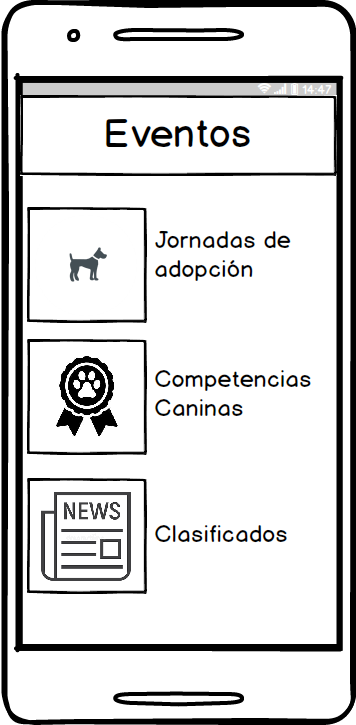 14:47
Eventos
Jornadas de
adopción
Competencias
Caninas
NEWS
Clasificados